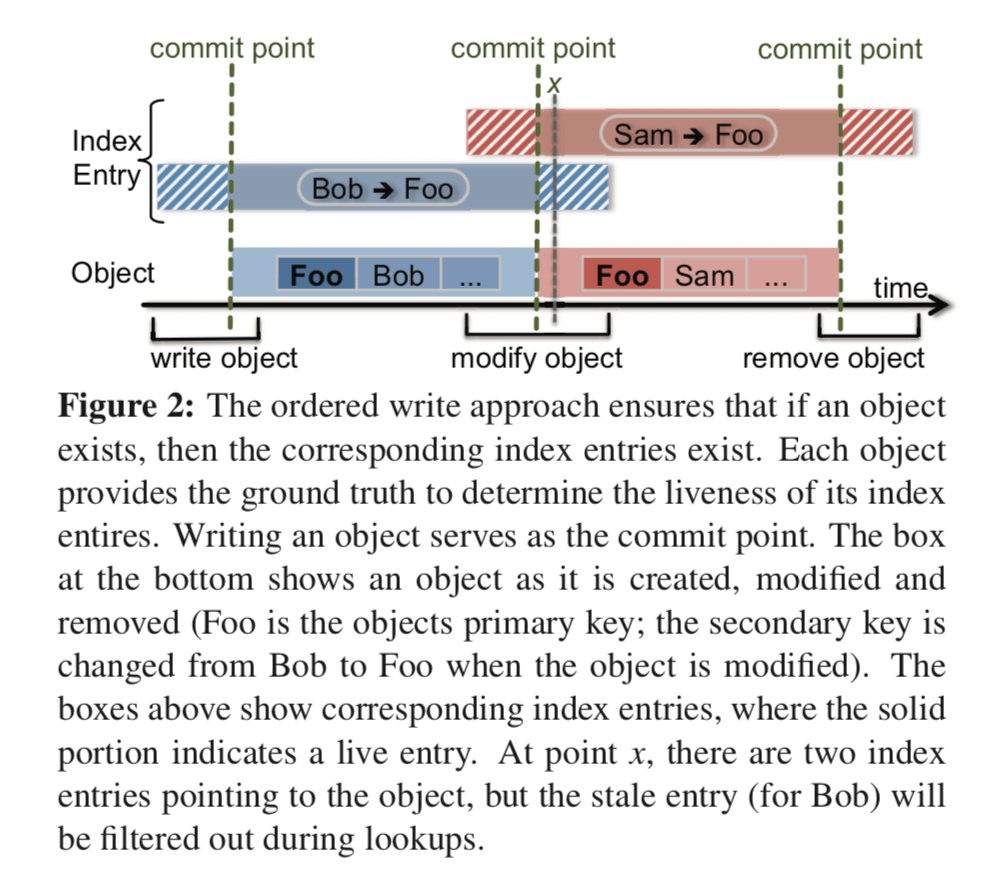 commit point commit point commit point
x
Index
Entry
Sam ➔ Foo
Bob ➔ Foo
Object
Foo Bob ... Foo Sam ...
time
write object modify object remove object
Figure 2: The ordered write approach ensures that if an object
exists, then the corresponding index entries exist. Each object
provides the ground truth to determine the liveness of its index
entires. Writing an object serves as the commit point. The box
at the bottom shows an object as it is created, modified and
removed (Foo is the objects primary key; the secondary key is
changed from Bob to Foo when the object is modified). The
boxes above show corresponding index entries, where the solid
portion indicates a live entry. At point x, there are two index
entries pointing to the object, but the stale entry (for Bob) will
be filtered out during lookups.